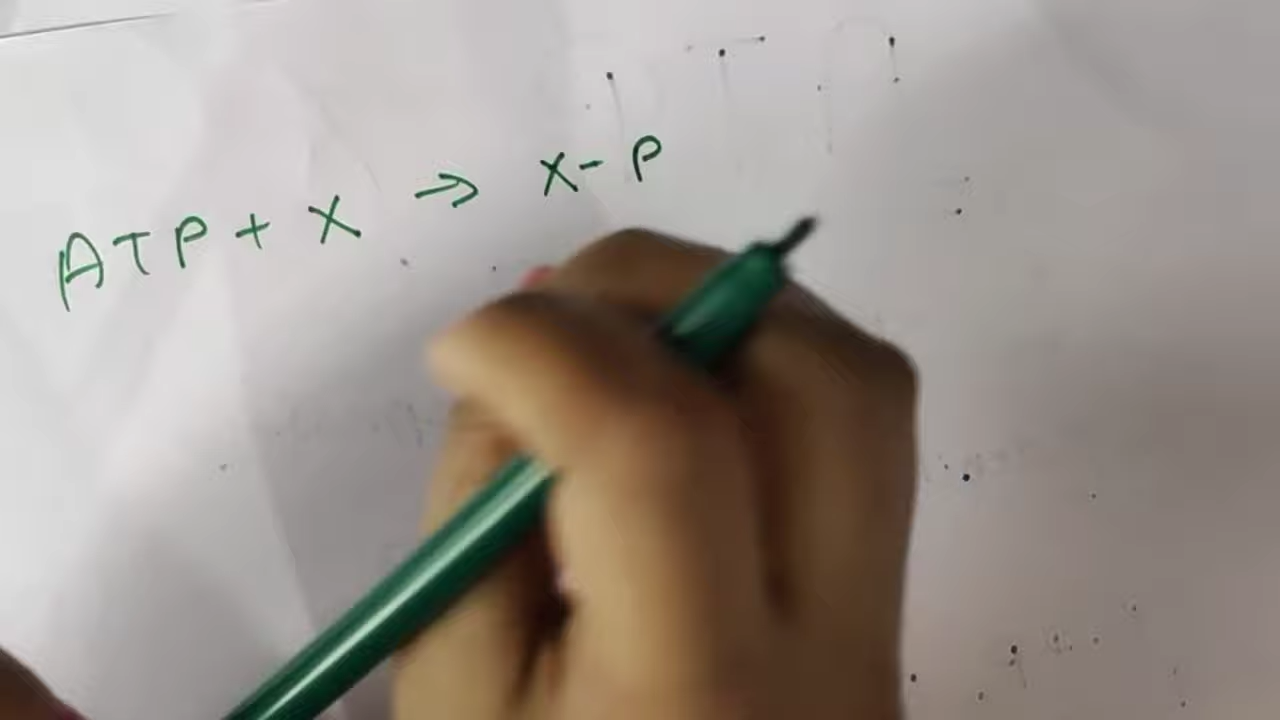 ATP + X → X - P